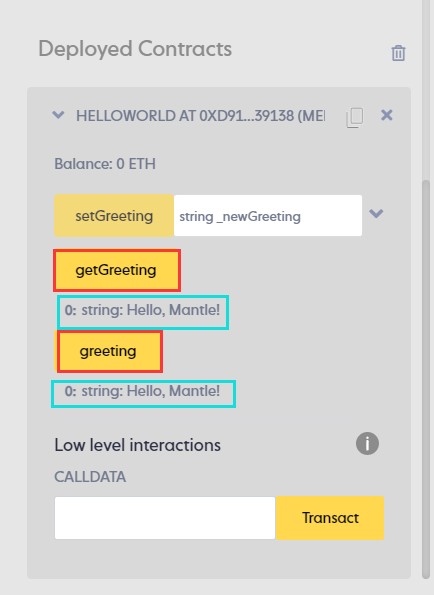 Deployed Contracts
HELLOWORLD AT 0XD91...39138 (MEI
Balance: 0 ETH
setGreeting string _newGreeting
getGreeting
0: string: Hello, Mantle!
greeting
0: string: Hello, Mantle!
Low level interactions
i
CALLDATA
Transact